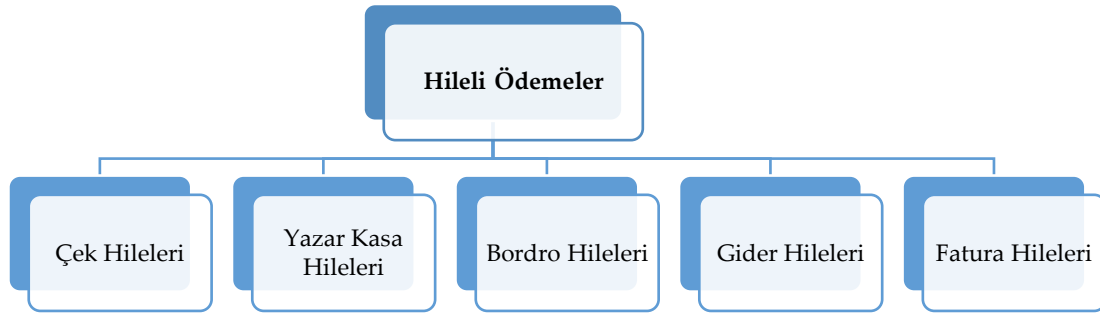 Hileli Ödemeler
Çek Hileleri
Yazar Kasa
Hileleri
Bordro Hileleri
Gider Hileleri
Fatura Hileleri